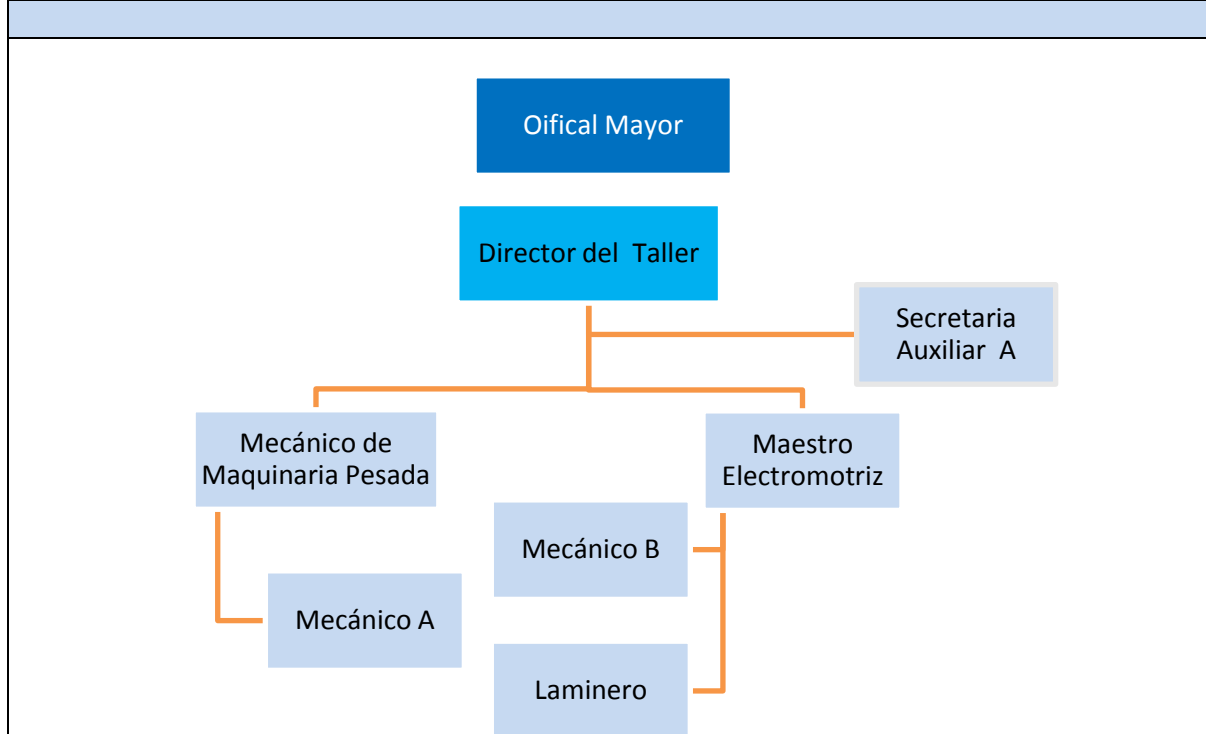 Oifical Mayor
Director del Taller
Secretaria
Auxiliar A
Mecánico de
Maquinaria Pesada
Maestro
Electromotriz
Mecánico B
Mecánico A
Laminero